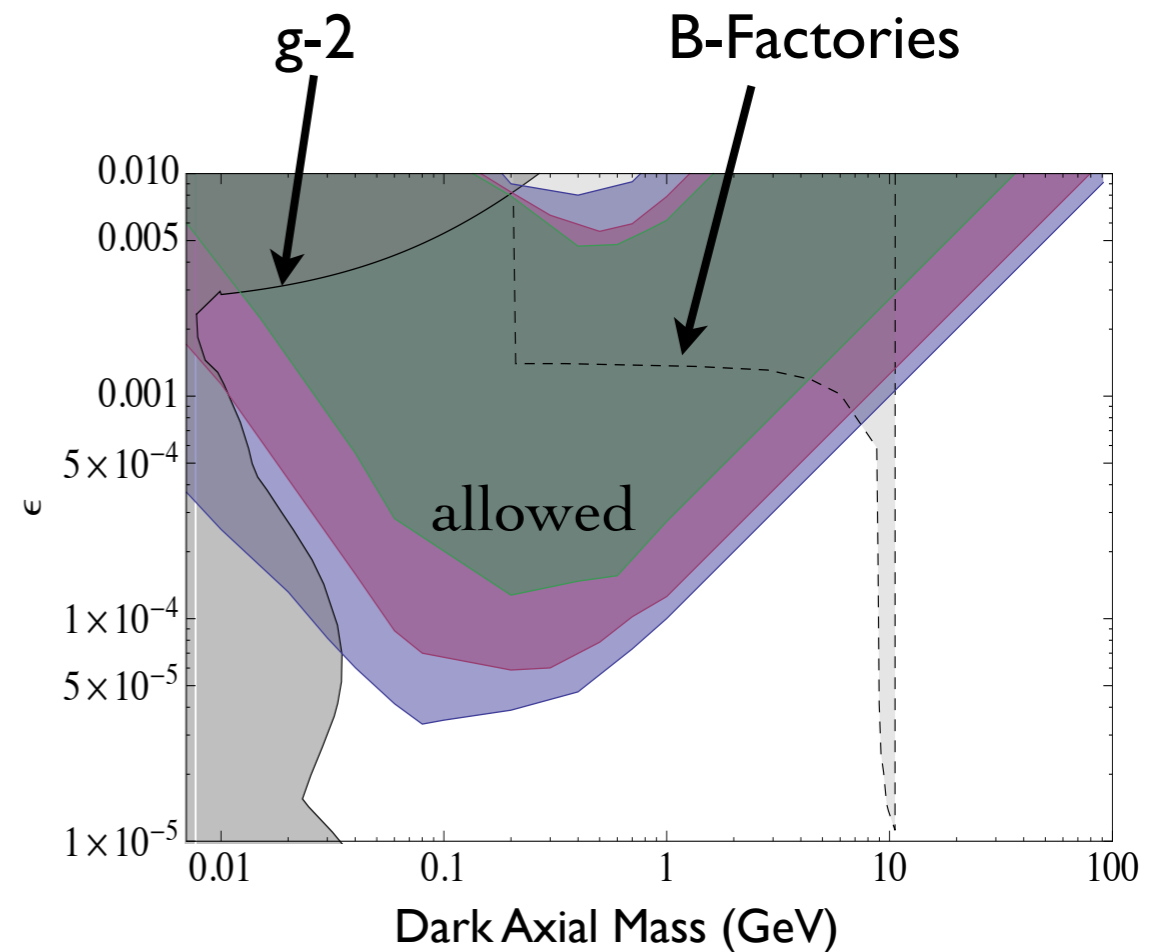 g-2
B-Factories
0.010
0.005
0.001
5×10⁻⁴
allowed
ϵ
1×10⁻⁴
5×10⁻⁵
1×10⁻⁵
0.01 0.1 1 10 100
Dark Axial Mass (GeV)